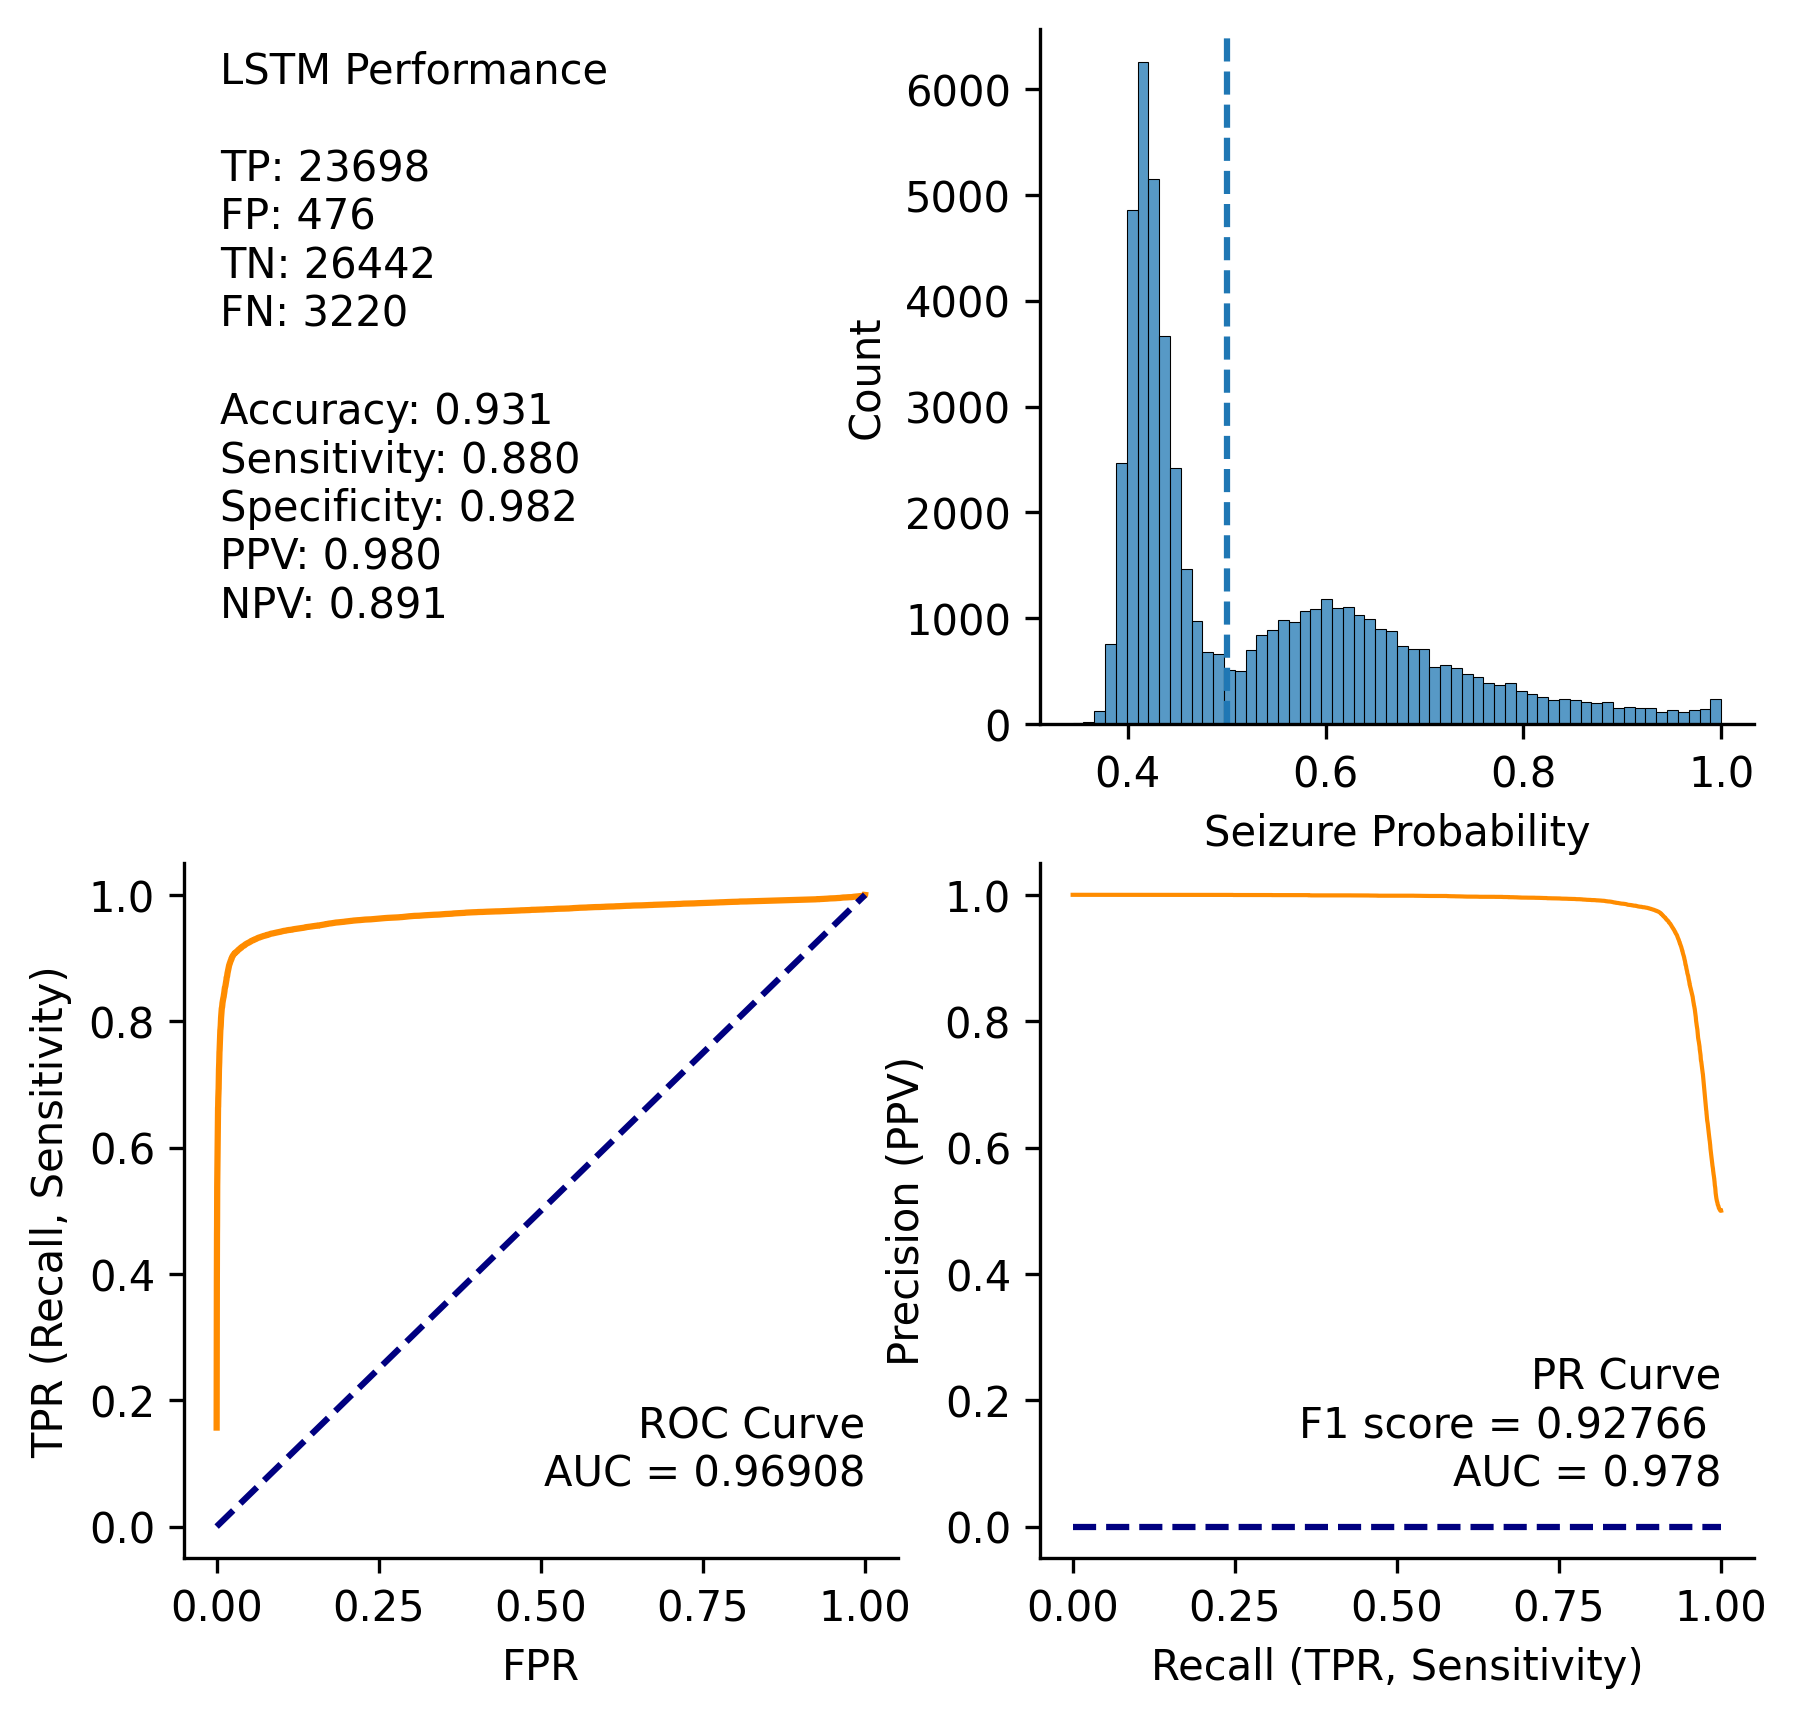 LSTM Performance
TP: 23698
FP: 476
TN: 26442
FN: 3220
Accuracy: 0.931
Sensitivity: 0.880
Specificity: 0.982
PPV: 0.980
NPV: 0.891
Count
6000
5000
4000
3000
2000
1000
0
0.4 0.6 0.8 1.0
Seizure Probability
TPR (Recall, Sensitivity)
1.0
0.8
0.6
0.4
0.2
0.0
ROC Curve
AUC = 0.96908
0.00 0.25 0.50 0.75 1.00
FPR
Precision (PPV)
1.0
0.8
0.6
0.4
0.2
0.0
PR Curve
F1 score = 0.92766
AUC = 0.978
0.00 0.25 0.50 0.75 1.00
Recall (TPR, Sensitivity)